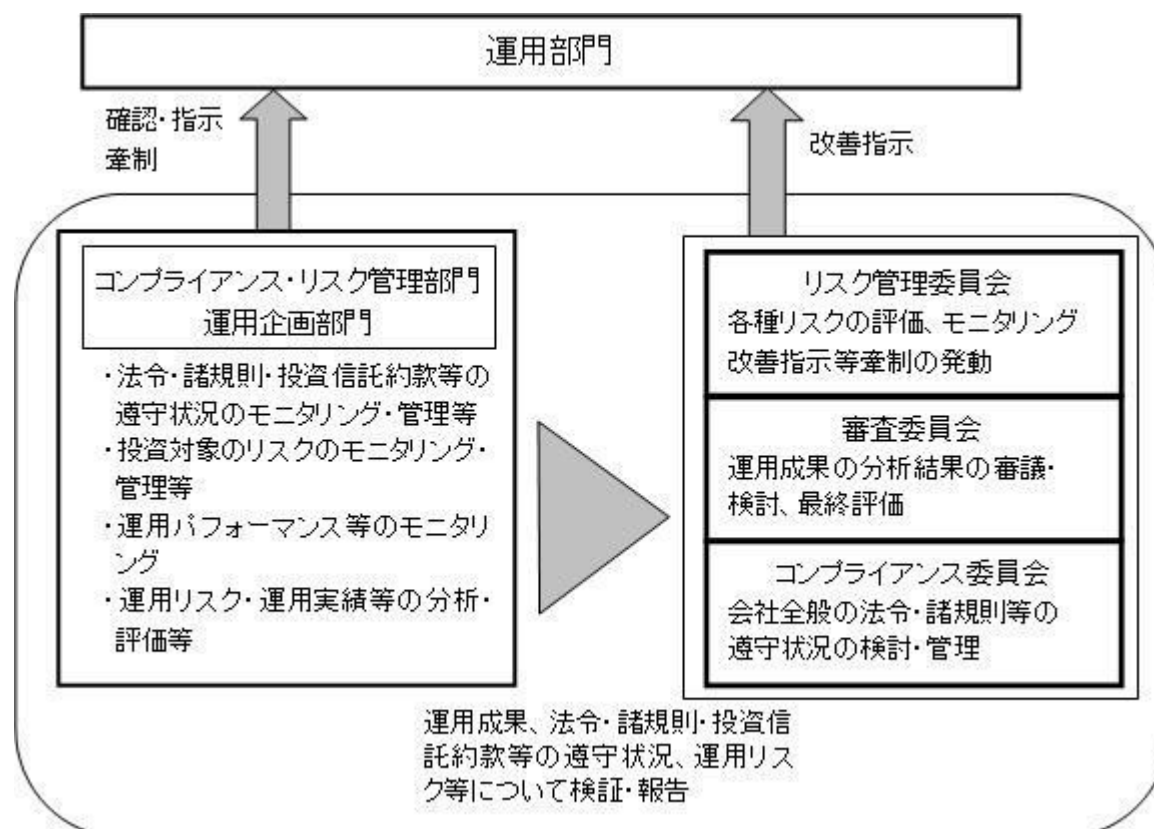 運用部門
確認・指示
牽制
改善指示
コンプライアンス・リスク管理部門
運用企画部門
・法令・諸規則・投資信託約款等の
遵守状況のモニタリング・管理等
・投資対象のリスクのモニタリング・
管理等
・運用パフォーマンス等のモニタリ
ング
・運用リスク・運用実績等の分析・
評価等
リスク管理委員会
各種リスクの評価、モニタリング
改善指示等牽制の発動
審査委員会
運用成果の分析結果の審議・
検討、最終評価
コンプライアンス委員会
会社全般の法令・諸規則等の
遵守状況の検討・管理
運用成果、法令・諸規則・投資信
託約款等の遵守状況、運用リス
ク等について検証・報告